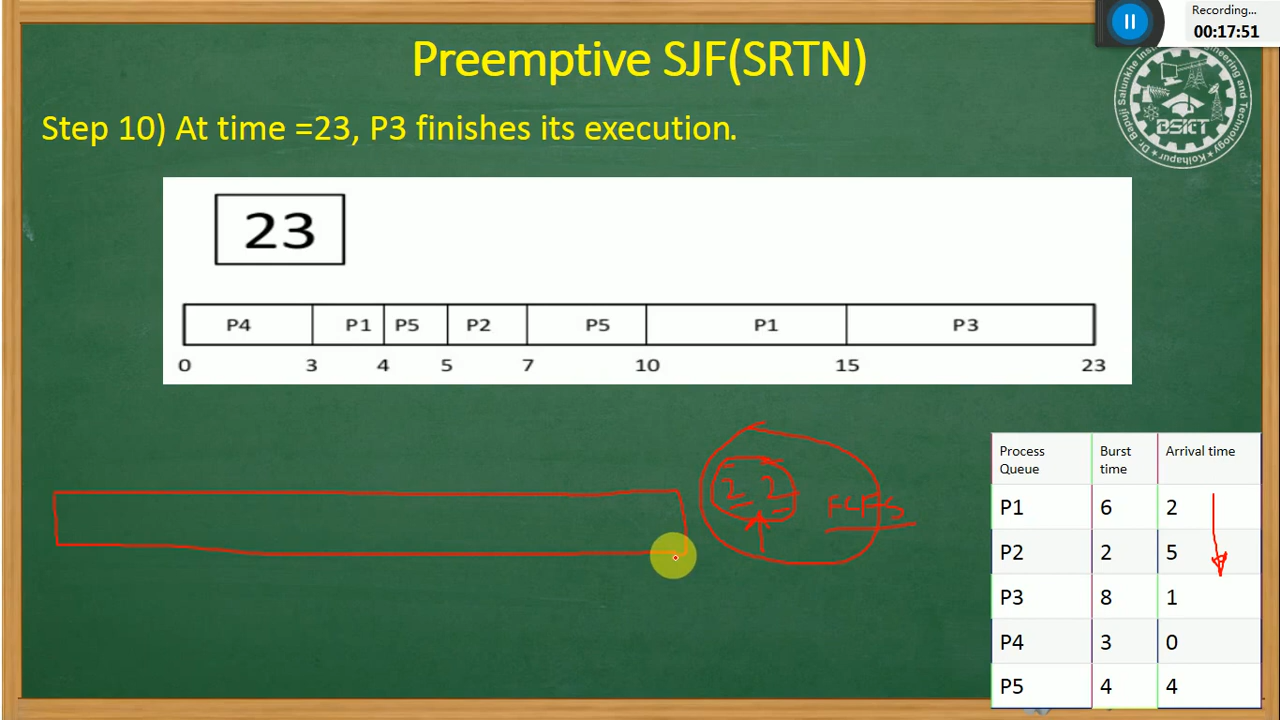 Recording...
00:17:51
Preemptive SJF(SRTN)
Step 10) At time =23, P3 finishes its execution.
23
P4 P1 P5 P2 P5 P1 P3
0 3 4 5 7 10 15 23
2 2 FCFS
Process Queue Burst time Arrival time
P1 6 2
P2 2 5
P3 8 1
P4 3 0
P5 4 4